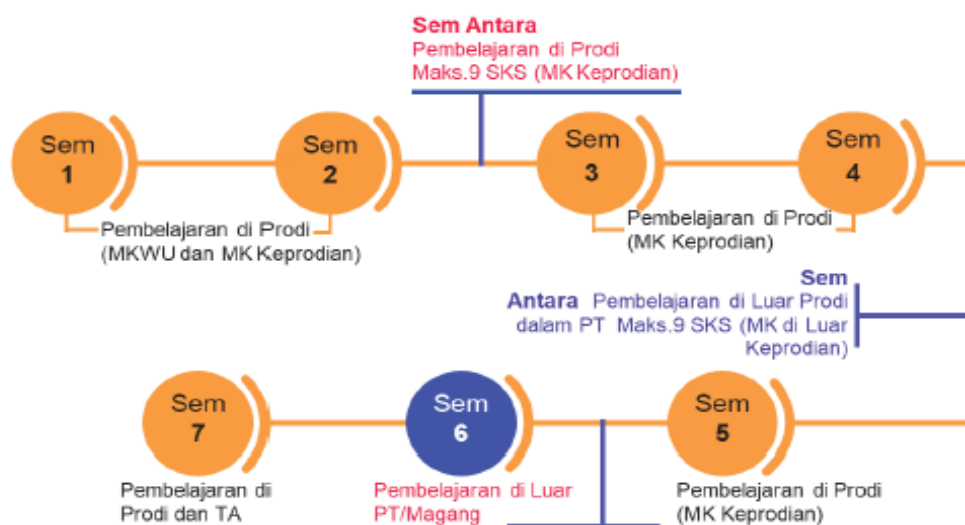 Sem Antara
Pembelajaran di Prodi
Maks.9 SKS (MK Keprodian)
Sem
1
Sem
2
Sem
3
Sem
4
Pembelajaran di Prodi
(MKWU dan MK Keprodian)
Pembelajaran di Prodi
(MK Keprodian)
Sem
Antara Pembelajaran di Luar Prodi
dalam PT Maks.9 SKS (MK di Luar
Keprodian)
Sem
7
Sem
6
Sem
5
Pembelajaran di
Prodi dan TA
Pembelajaran di Luar
PT/Magang
Pembelajaran di Prodi
(MK Keprodian)